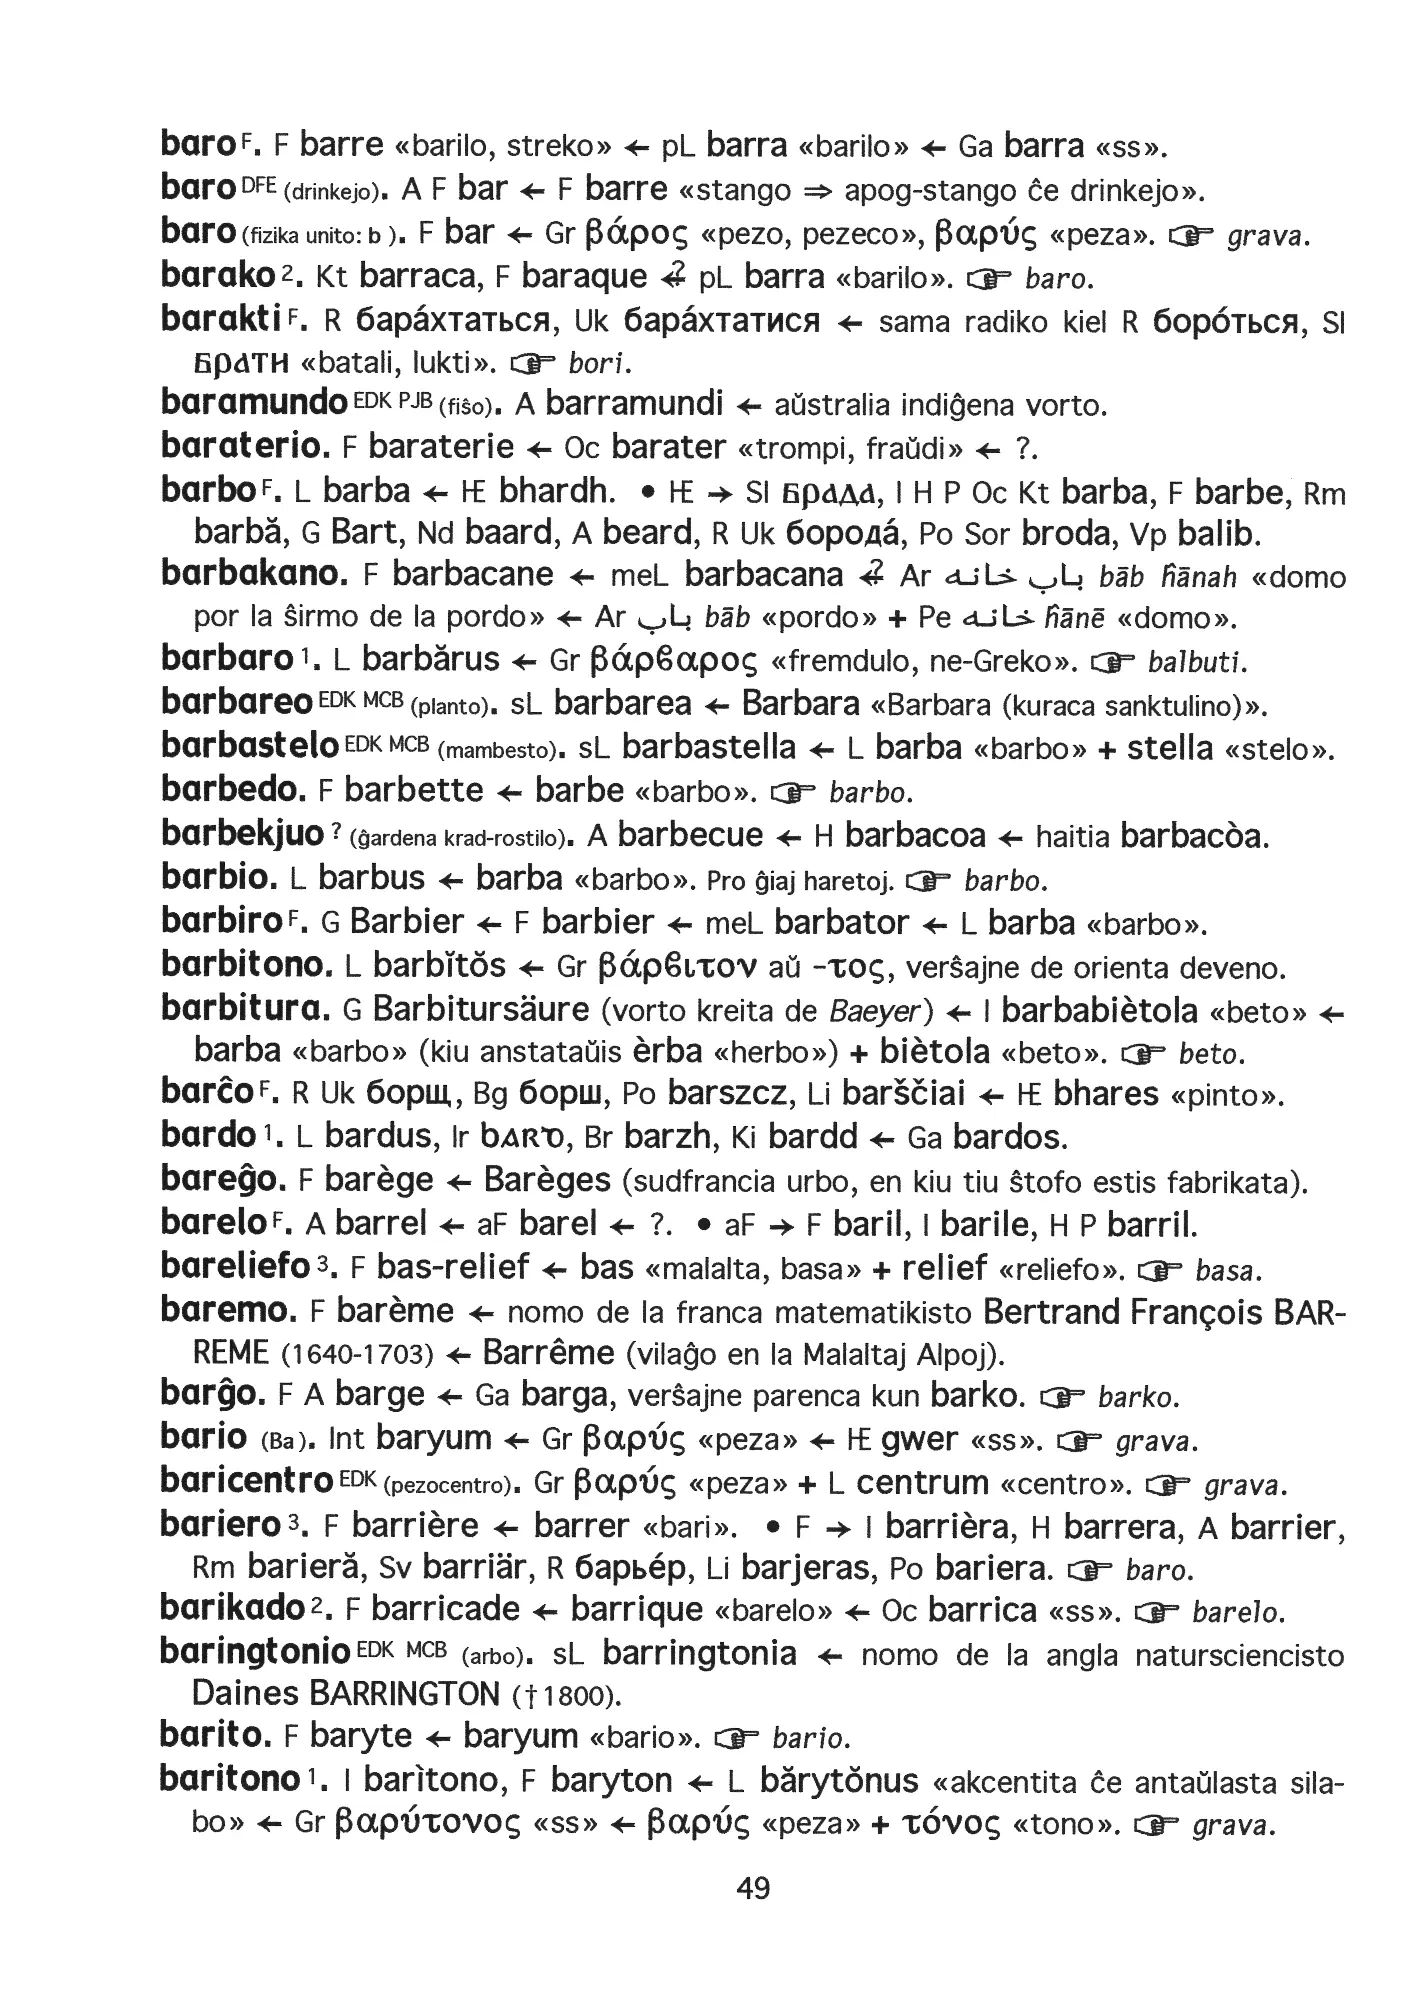 baro F. F barre «barilo, streko» ← pL barra «barilo» ← Ga barra «ss».
baro DFE (drinkejo). A F bar ← F barre «stango ⇒ apog-stango ĉe drinkejo».
baro (fizika unito: b ). F bar ← Gr βάρος «pezo, pezeco», βαρύς «peza». ☞ grava.
barako 2. Kt barraca, F baraque ←? pL barra «barilo». ☞ baro.
barakti F. R бара́хтаться, Uk бара́хтатися ← sama radiko kiel R боро́ться, Sl
брати «batali, lukti». ☞ bori.
baramundo EDK PJB (fiŝo). A barramundi ← aŭstralia indiĝena vorto.
baraterio. F baraterie ← Oc barater «trompi, fraŭdi» ← ?.
barbo F. L barba ← IE bhardh. • IE → Sl брада, I H P Oc Kt barba, F barbe, Rm
barbă, G Bart, Nd baard, A beard, R Uk борода́, Po Sor broda, Vp balib.
barbakano. F barbacane ← meL barbacana ←? Ar باب خانه bāb ĥānah «domo
por la ŝirmo de la pordo» ← Ar باب bāb «pordo» + Pe خانه ĥānē «domo».
barbaro 1. L barbărus ← Gr βάρϐαρος «fremdulo, ne-Greko». ☞ balbuti.
barbareo EDK MCB (planto). sL barbarea ← Barbara «Barbara (kuraca sanktulino)».
barbastelo EDK MCB (mambesto). sL barbastella ← L barba «barbo» + stella «stelo».
barbedo. F barbette ← barbe «barbo». ☞ barbo.
barbekjuo ? (ĝardena krad-rostilo). A barbecue ← H barbacoa ← haitia barbacòa.
barbio. L barbus ← barba «barbo». Pro ĝiaj haretoj. ☞ barbo.
barbiro F. G Barbier ← F barbier ← meL barbator ← L barba «barbo».
barbitono. L barbĭtŏs ← Gr βάρϐιτον aŭ -τος, verŝajne de orienta deveno.
barbitura. G Barbitursäure (vorto kreita de Baeyer) ← I barbabiètola «beto» ←
barba «barbo» (kiu anstataŭis èrba «herbo») + biètola «beto». ☞ beto.
barĉo F. R Uk борщ, Bg борш, Po barszcz, Li barščiai ← IE bhares «pinto».
bardo 1. L bardus, Ir bard, Br barzh, Ki bardd ← Ga bardos.
bareĝo. F barège ← Barèges (sudfrancia urbo, en kiu tiu ŝtofo estis fabrikata).
barelo F. A barrel ← aF barel ← ?. • aF → F baril, I barile, H P barril.
bareliefo 3. F bas-relief ← bas «malalta, basa» + relief «reliefo». ☞ basa.
baremo. F barème ← nomo de la franca matematikisto Bertrand François BAR-
REME (1640-1703) ← Barrême (vilaĝo en la Malaltaj Alpoj).
barĝo. F A barge ← Ga barga, verŝajne parenca kun barko. ☞ barko.
bario (Ba). Int baryum ← Gr βαρύς «peza» ← IE gwer «ss». ☞ grava.
baricentro EDK (pezocentro). Gr βαρύς «peza» + L centrum «centro». ☞ grava.
bariero 3. F barrière ← barrer «bari». • F → I barrièra, H barrera, A barrier,
Rm barieră, Sv barriär, R барье́р, Li barjeras, Po bariera. ☞ baro.
barikado 2. F barricade ← barrique «barelo» ← Oc barrica «ss». ☞ barelo.
baringtonio EDK MCB (arbo). sL barringtonia ← nomo de la angla natursciencisto
Daines BARRINGTON († 1800).
barito. F baryte ← baryum «bario». ☞ bario.
baritono 1. I barìtono, F baryton ← L bărytŏnus «akcentita ĉe antaŭlasta sila-
bo» ← Gr βαρύτονος «ss» ← βαρύς «peza» + τόνος «tono». ☞ grava.
49